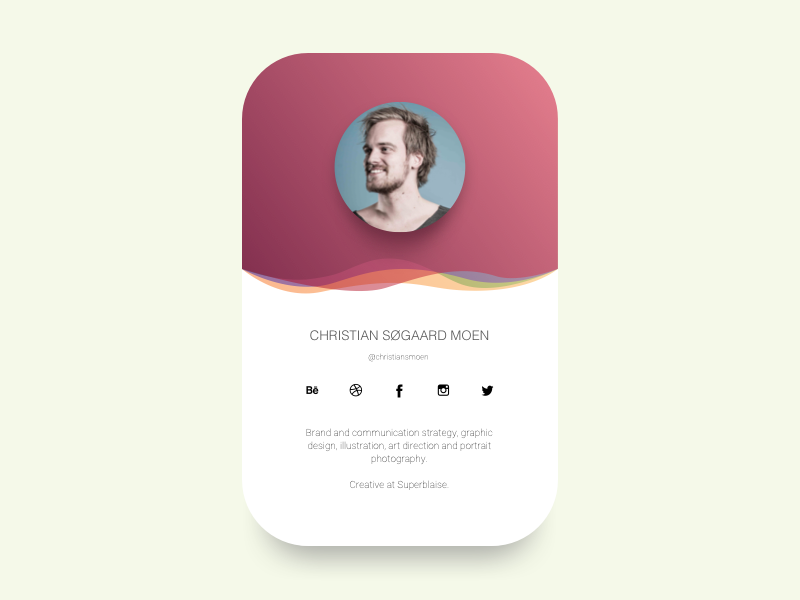 CHRISTIAN SØGAARD MOEN
@christiansmoen
Bē
Brand and communication strategy, graphic
design, illustration, art direction and portrait
photography.
Creative at Superblaise.